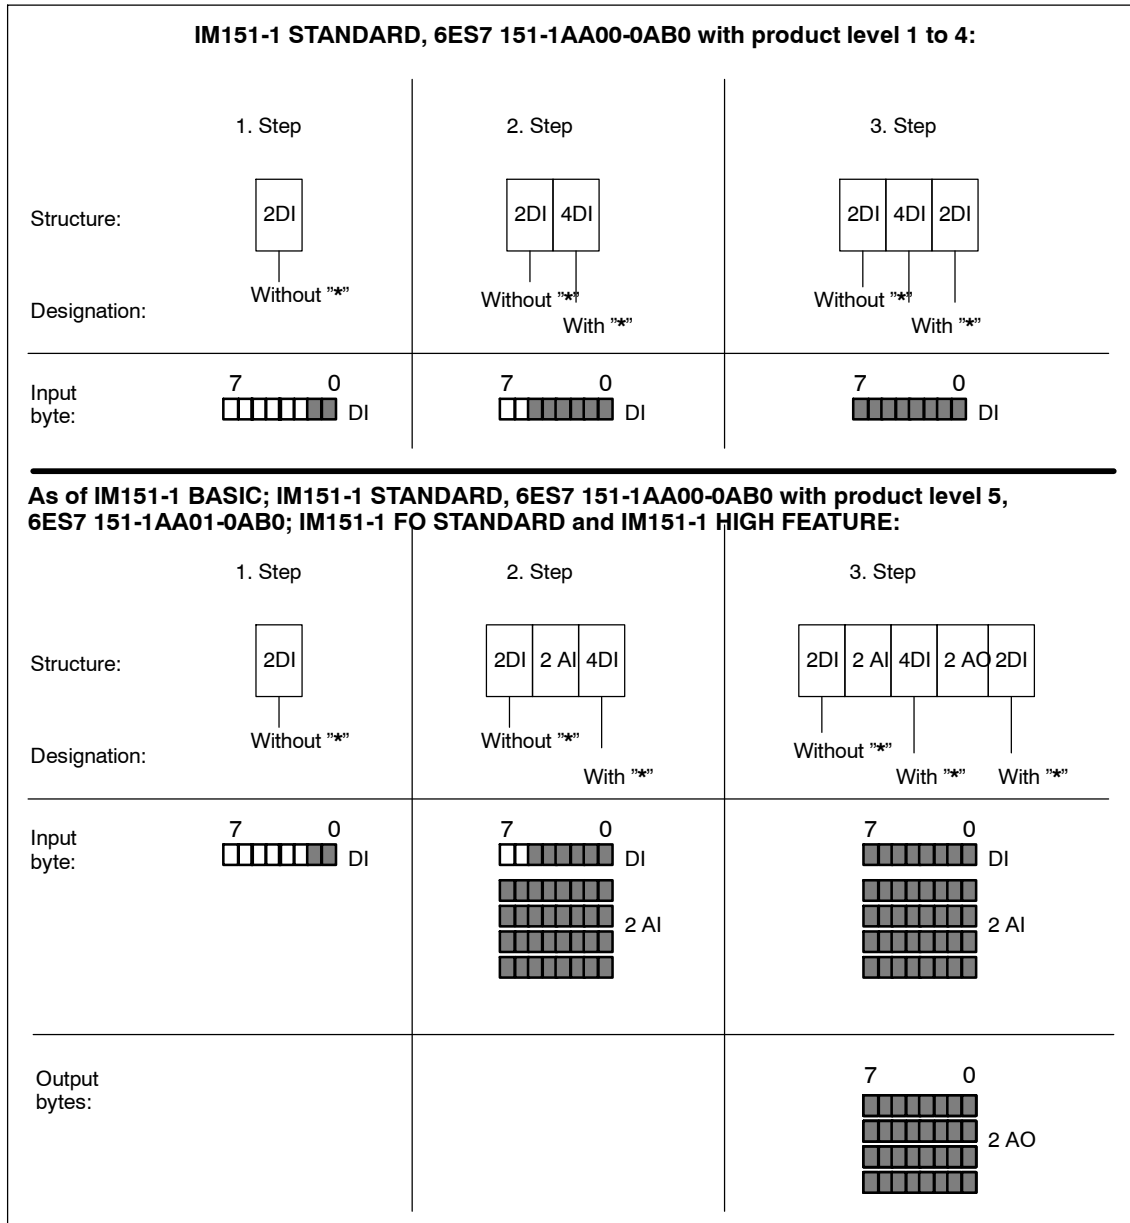 IM151-1 STANDARD, 6ES7 151-1AA00-0AB0 with product level 1 to 4:
1. Step 2. Step 3. Step
Structure: 2DI 2DI 4DI 2DI 4DI 2DI
Designation: Without ”*” Without ”*” With ”*” Without ”*” With ”*”
7 0 7 0 7 0
Input
byte: DI DI DI
As of IM151-1 BASIC; IM151-1 STANDARD, 6ES7 151-1AA00-0AB0 with product level 5,
6ES7 151-1AA01-0AB0; IM151-1 FO STANDARD and IM151-1 HIGH FEATURE:
1. Step 2. Step 3. Step
Structure: 2DI 2DI 2 AI 4DI 2DI 2 AI 4DI 2 AO 2DI
Designation: Without ”*” Without ”*” With ”*” Without ”*” With ”*” With ”*”
7 0 7 0 7 0
Input
byte: DI DI DI
2 AI 2 AI
Output
bytes:
7 0
2 AO